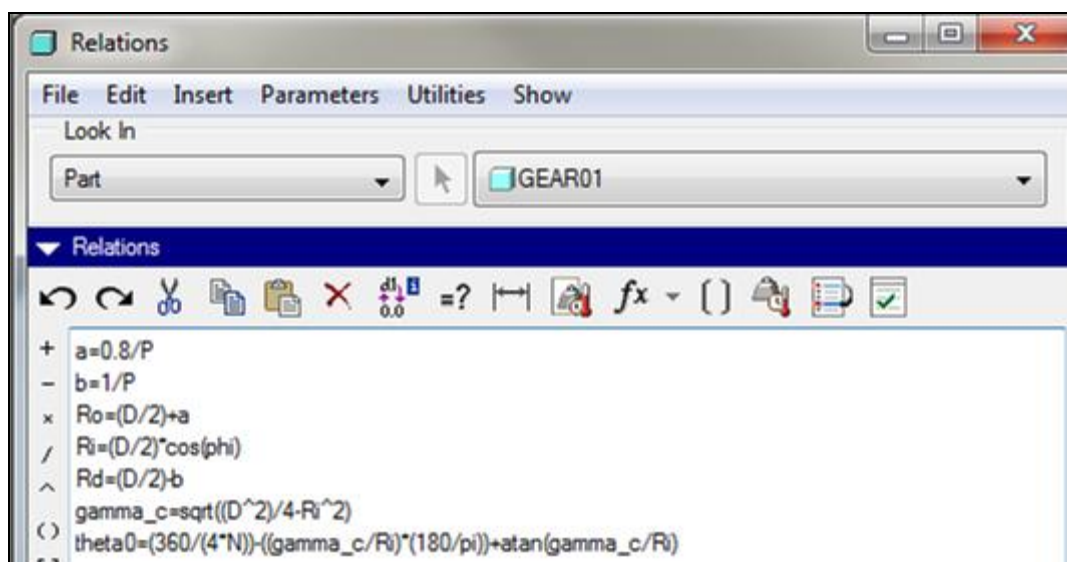 Relations
File Edit Insert Parameters Utilities Show
Look In
Part GEAR01
Relations
=? fx [ ]
+ a=0.8/P
- b=1/P
× Ro=(D/2)+a
/ Ri=(D/2)*cos(phi)
^ Rd=(D/2)-b
gamma_c=sqrt((D^2)/4-Ri^2)
() theta0=(360/(4*N))-((gamma_c/Ri)*(180/pi))+atan(gamma_c/Ri)